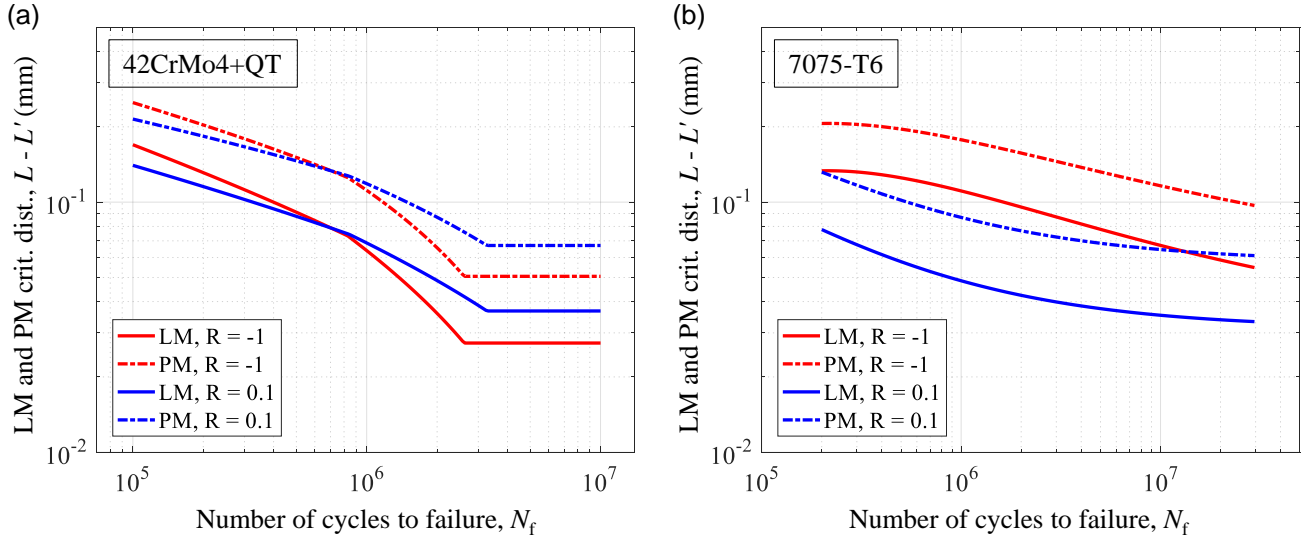 (a)
42CrMo4+QT
LM and PM crit. dist., L - L' (mm)
10^-1
10^-2
LM, R = -1
PM, R = -1
LM, R = 0.1
PM, R = 0.1
10^5
10^6
10^7
Number of cycles to failure, N_f
(b)
7075-T6
LM and PM crit. dist., L - L' (mm)
10^-1
10^-2
LM, R = -1
PM, R = -1
LM, R = 0.1
PM, R = 0.1
10^5
10^6
10^7
Number of cycles to failure, N_f